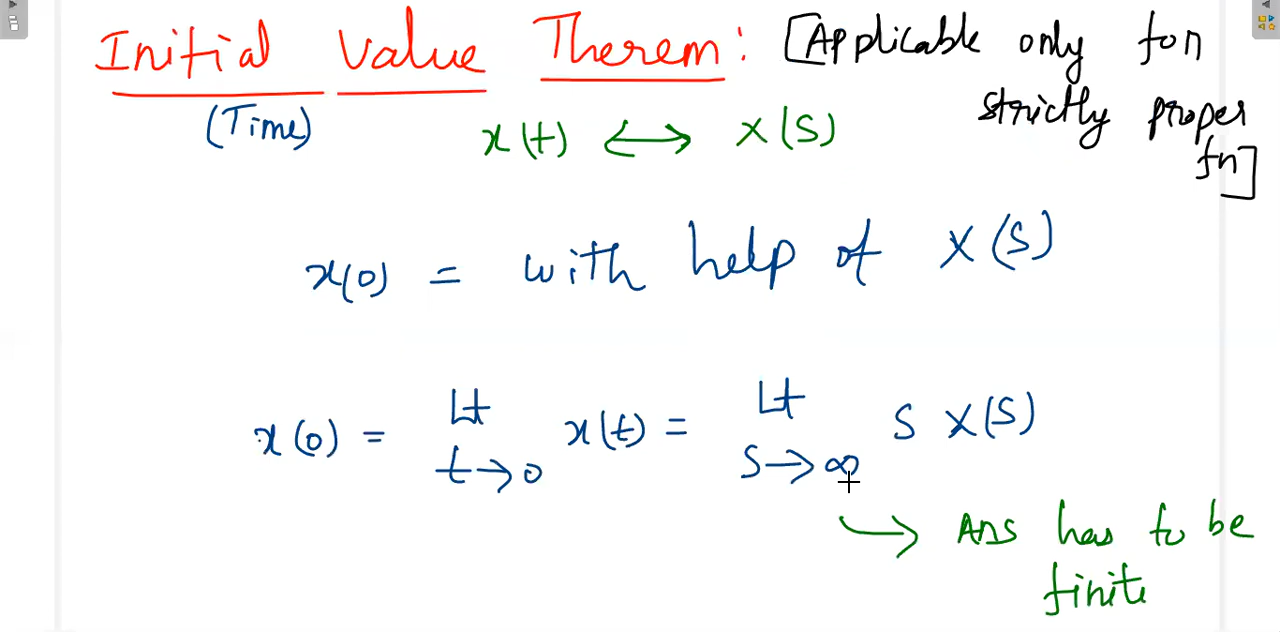 Initial Value Therem: [Applicable only for
strictly proper
fn]
(Time)
x(t) ⟷ X(S)
x(0) = with help of X(S)
x(0) = Lt t→0 x(t) = Lt S→∞ S X(S)
→ Ans has to be
finite